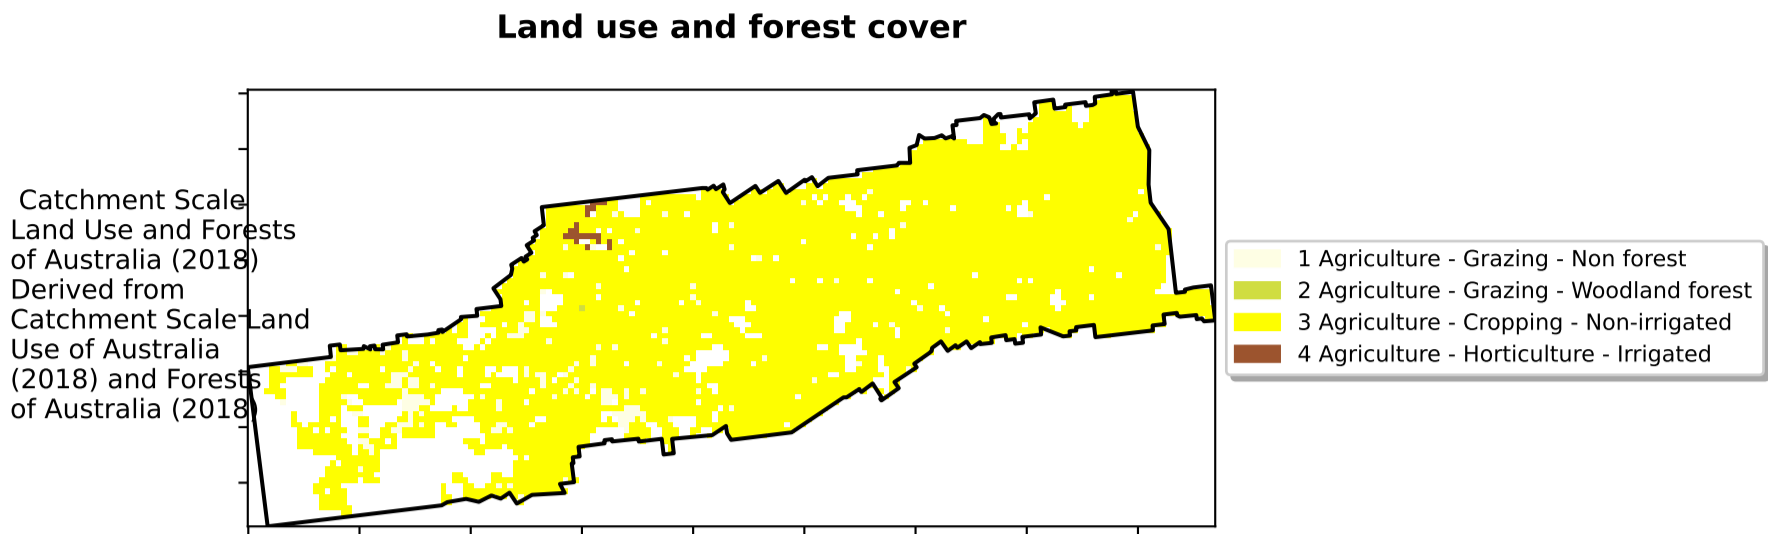 Land use and forest cover
Catchment Scale
Land Use and Forests
of Australia (2018)
Derived from
Catchment Scale Land
Use of Australia
(2018) and Forests
of Australia (2018)
1 Agriculture - Grazing - Non forest
2 Agriculture - Grazing - Woodland forest
3 Agriculture - Cropping - Non-irrigated
4 Agriculture - Horticulture - Irrigated